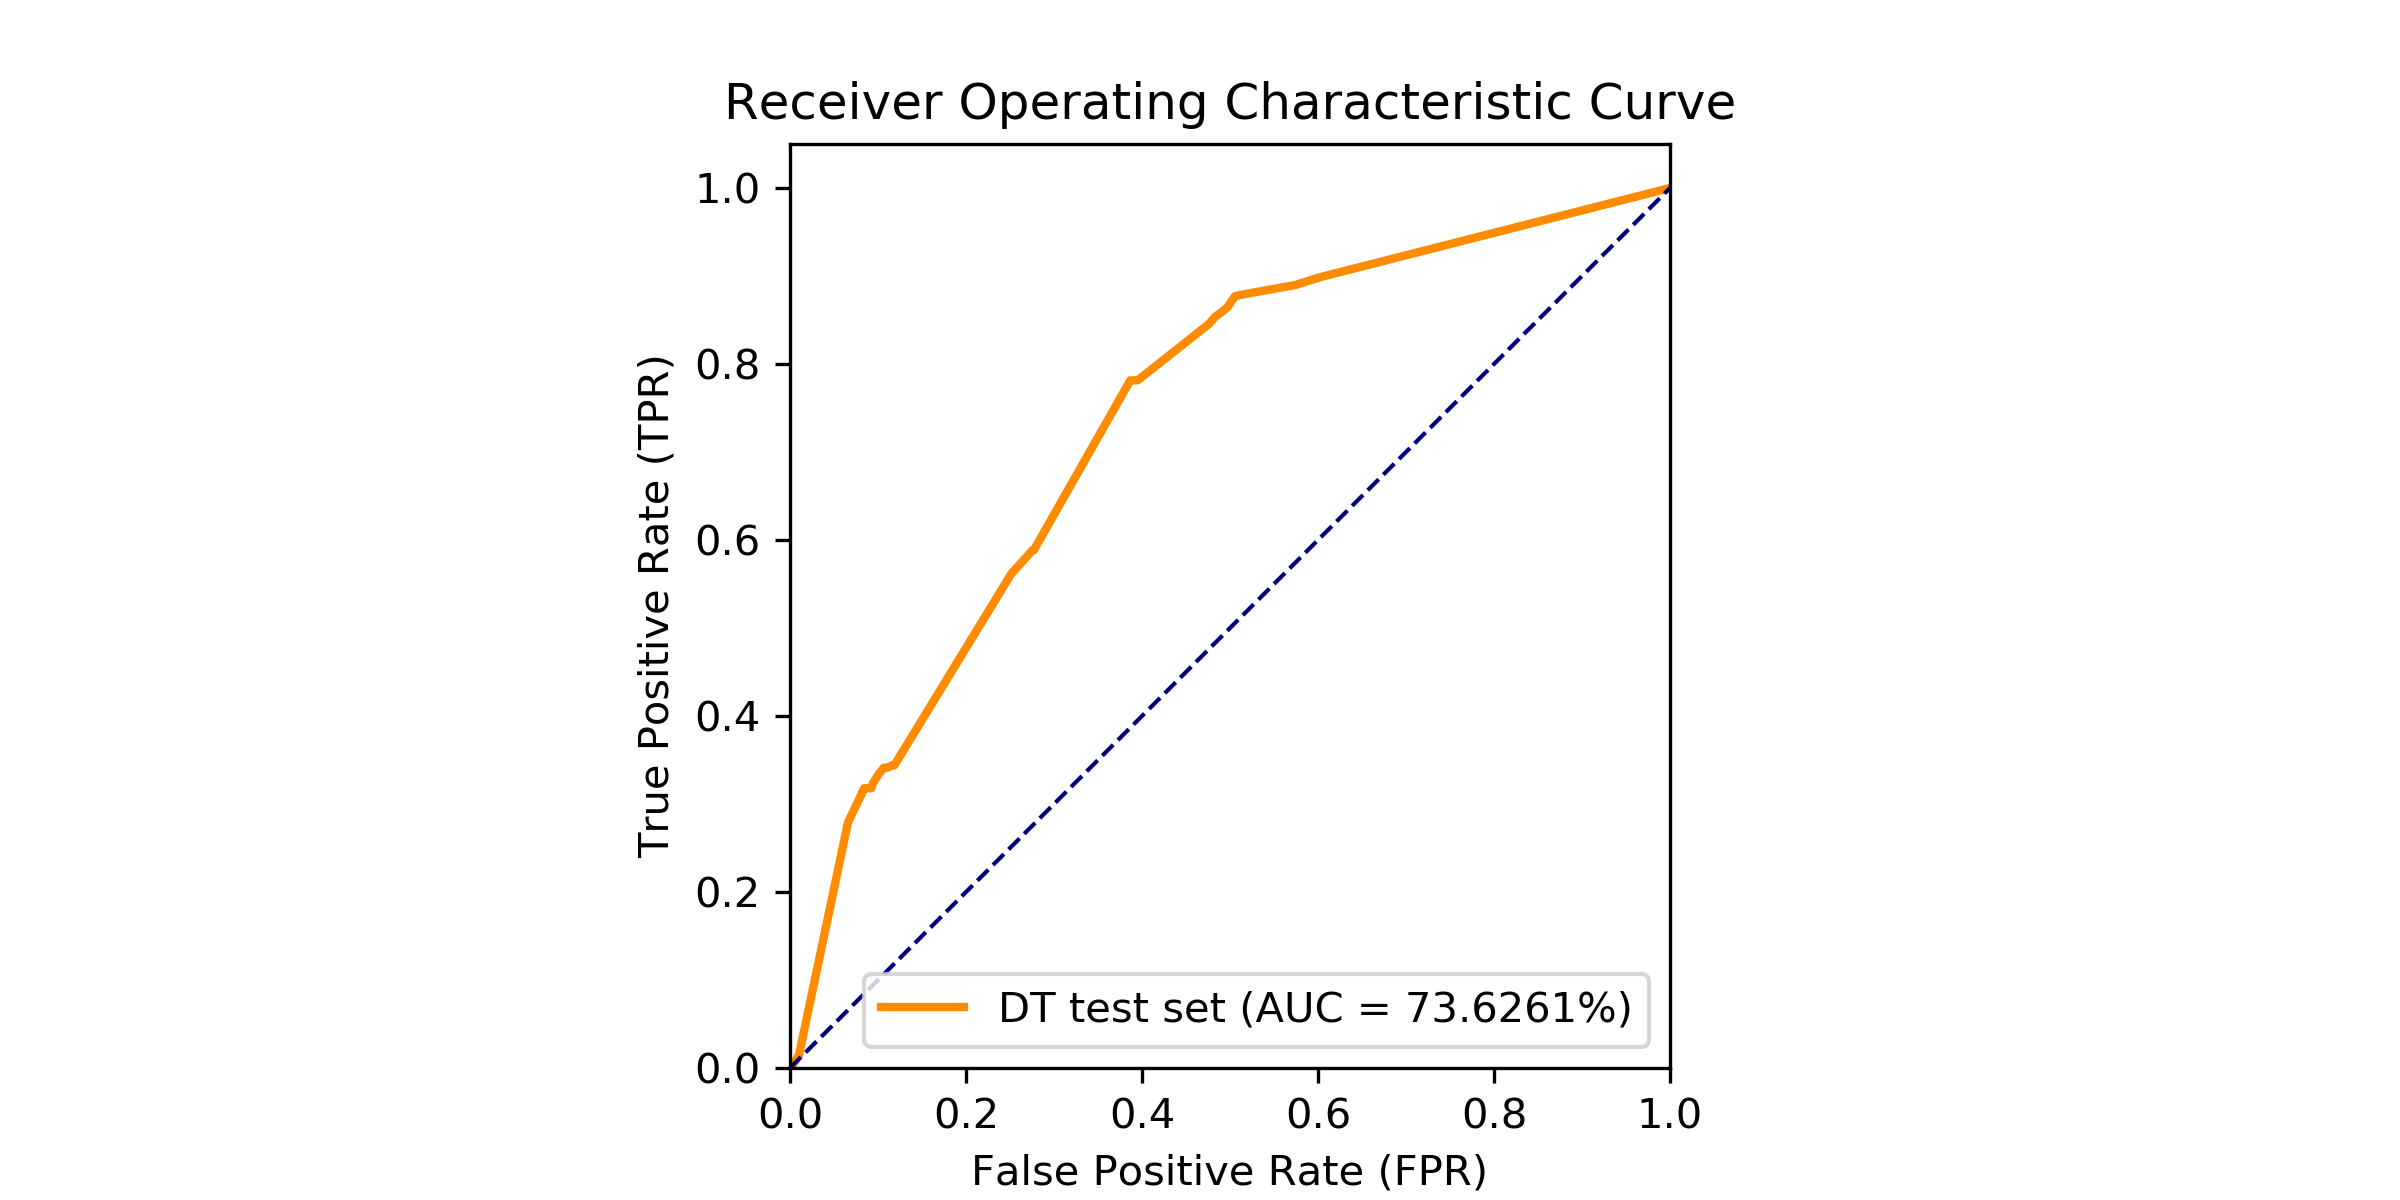 Receiver Operating Characteristic Curve
1.0
0.8
0.6
0.4
0.2
0.0
True Positive Rate (TPR)
DT test set (AUC = 73.6261%)
0.0 0.2 0.4 0.6 0.8 1.0
False Positive Rate (FPR)